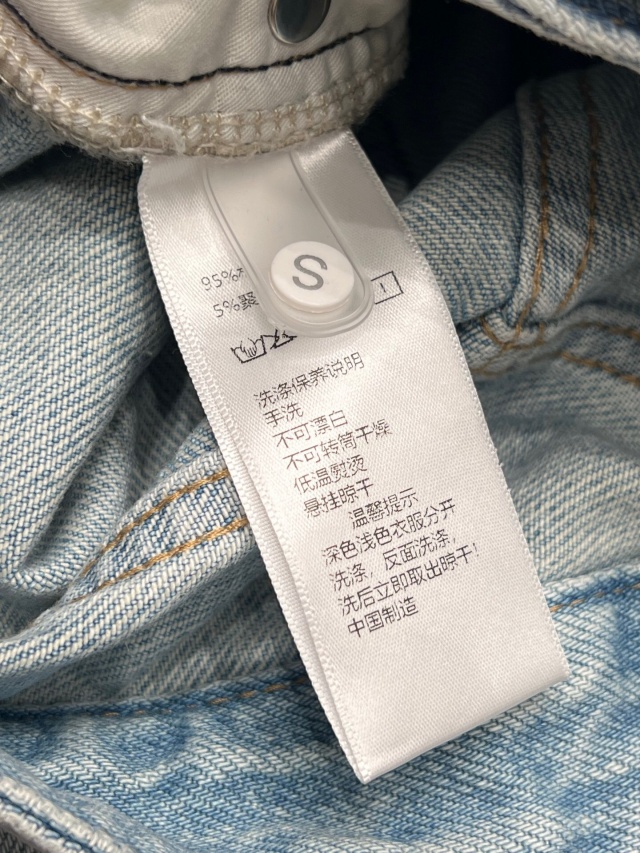 S
95%
5%聚
洗涤保养说明
手洗
不可漂白
不可转筒干燥
低温熨烫
悬挂晾干
温馨提示
深色浅色衣服分开
洗涤，反面洗涤，
洗后立即取出晾干！
中国制造